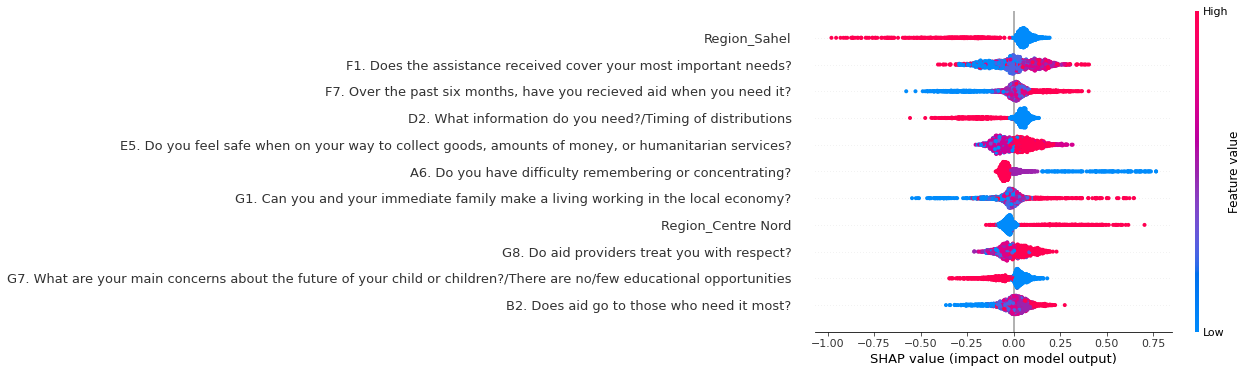 High
Region_Sahel
F1. Does the assistance received cover your most important needs?
F7. Over the past six months, have you recieved aid when you need it?
D2. What information do you need?/Timing of distributions
E5. Do you feel safe when on your way to collect goods, amounts of money, or humanitarian services?
A6. Do you have difficulty remembering or concentrating?
G1. Can you and your immediate family make a living working in the local economy?
Region_Centre Nord
G8. Do aid providers treat you with respect?
G7. What are your main concerns about the future of your child or children?/There are no/few educational opportunities
B2. Does aid go to those who need it most?
Feature value
Low
−1.00 −0.75 −0.50 −0.25 0.00 0.25 0.50 0.75
SHAP value (impact on model output)